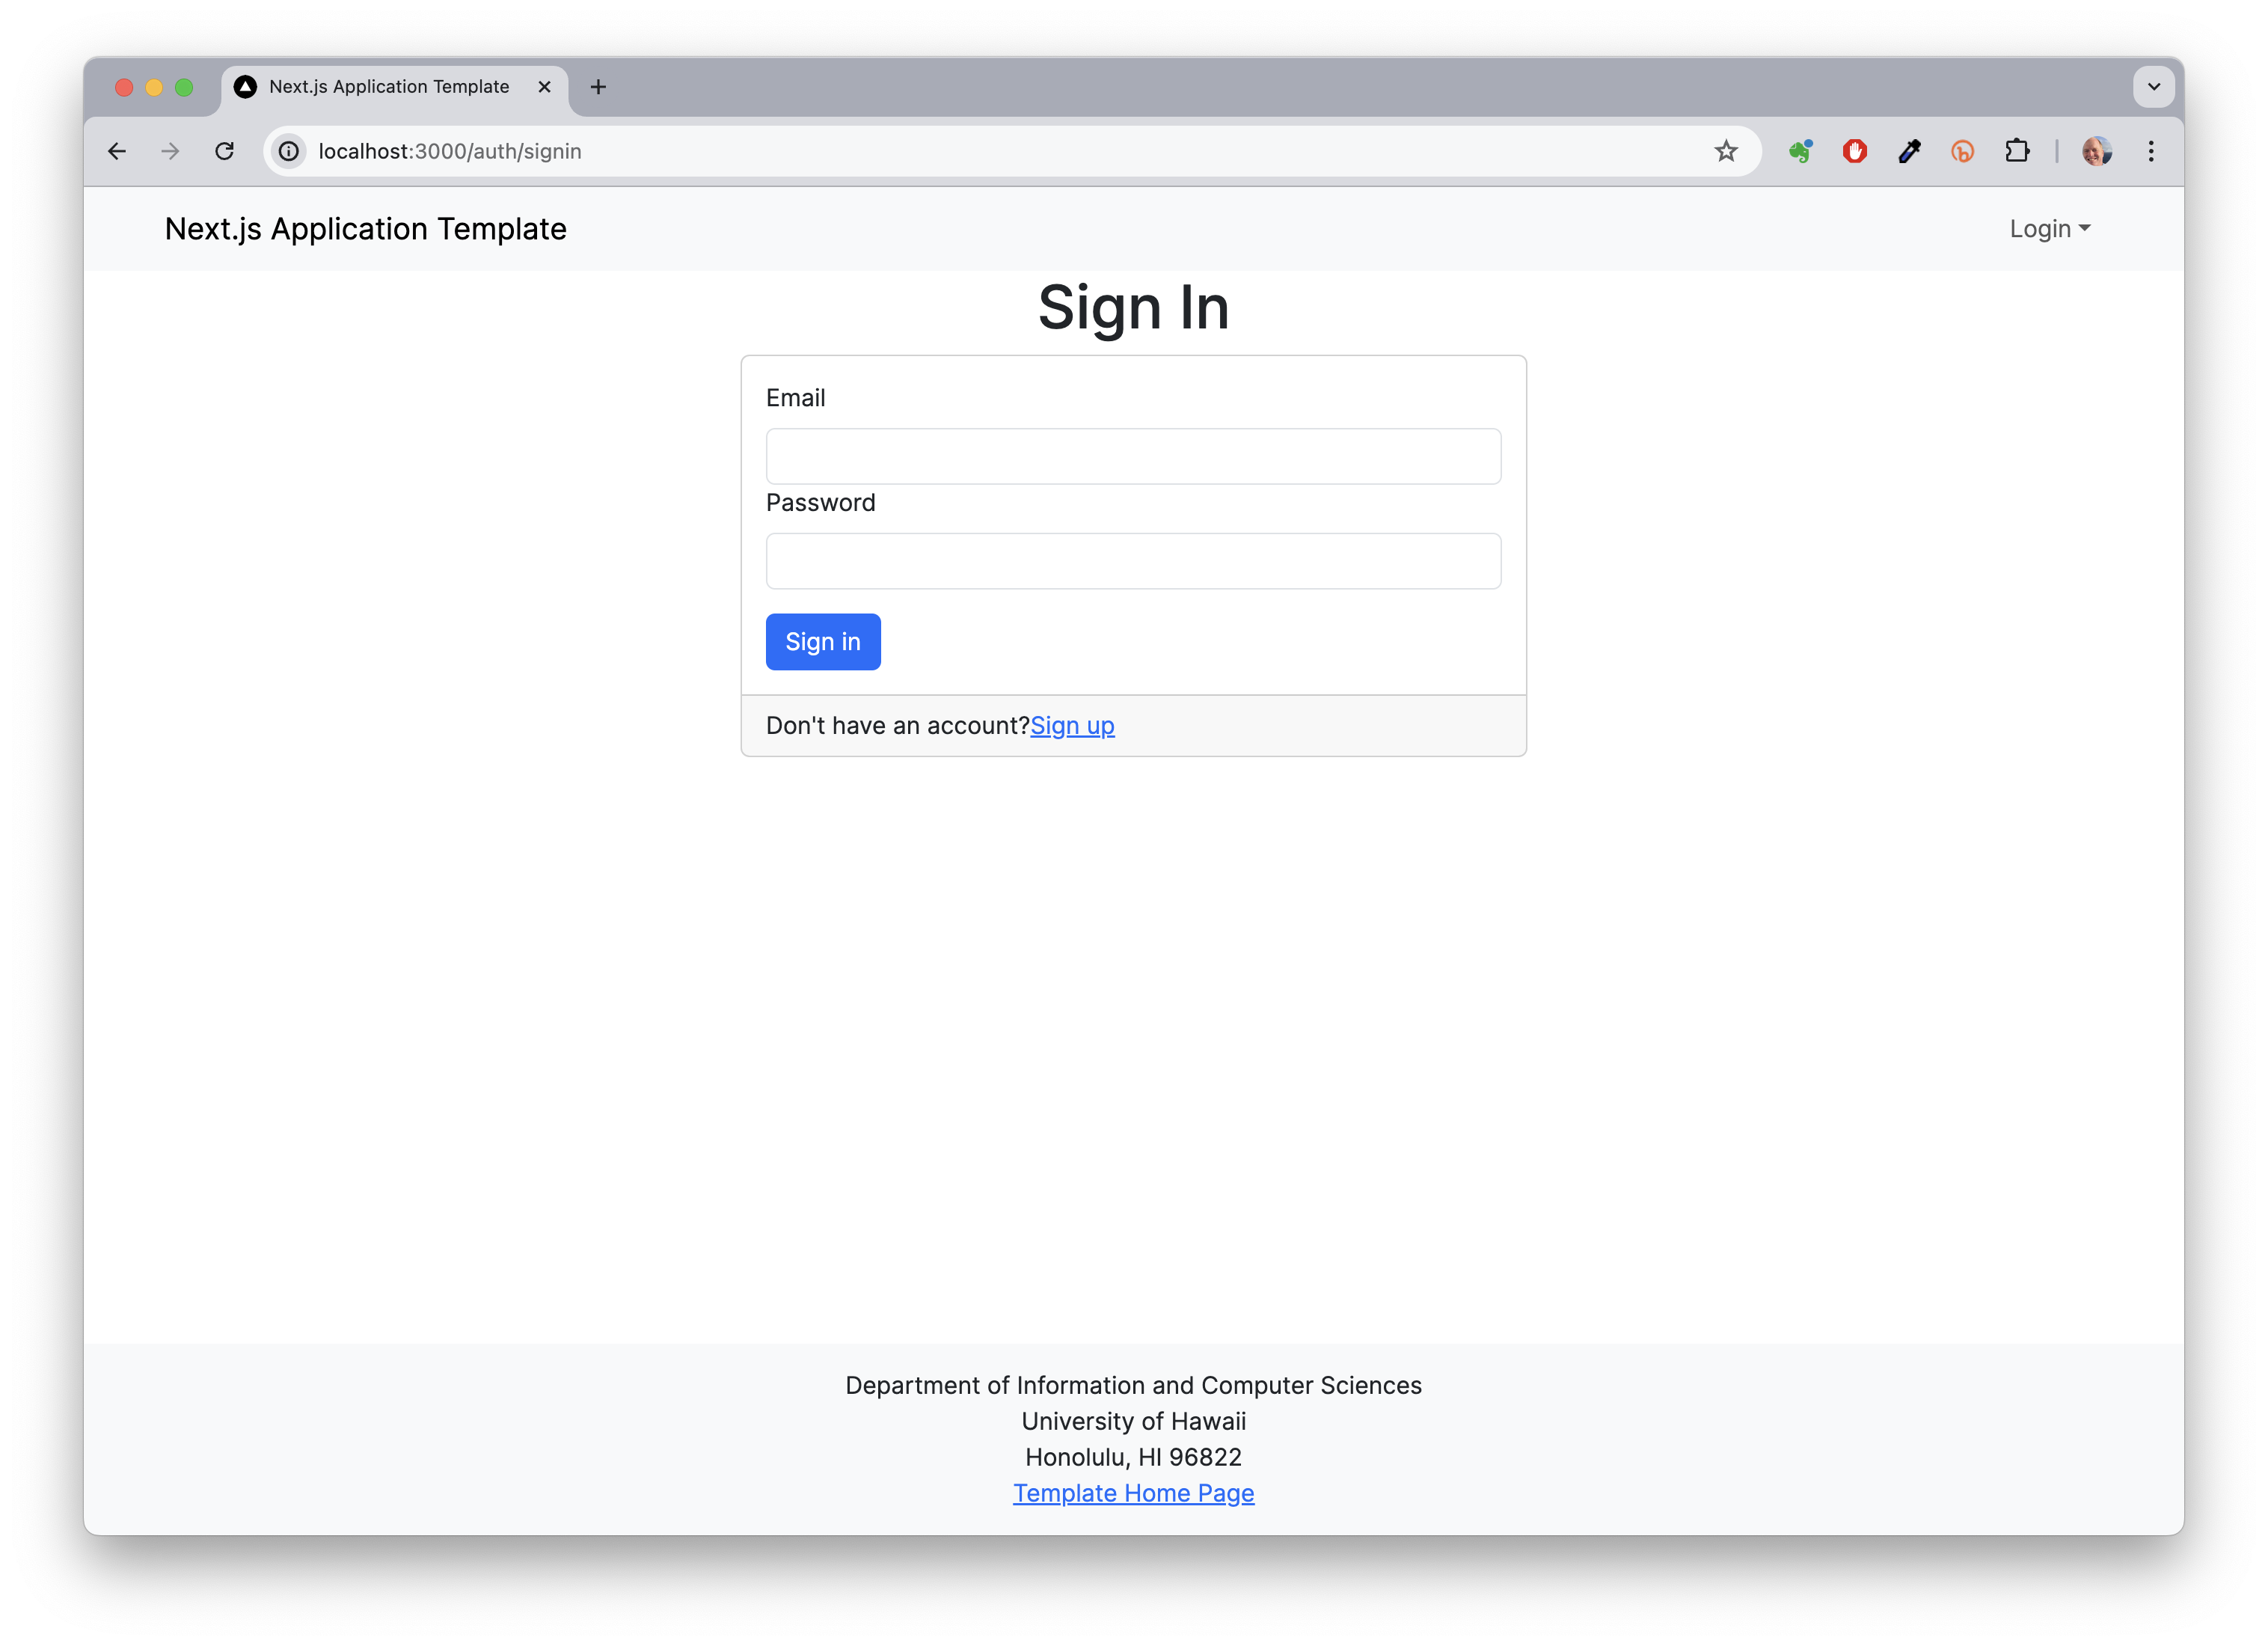 Next.js Application Template
localhost:3000/auth/signin
Next.js Application Template
Login
Sign In
Email
Password
Sign in
Don't have an account?Sign up
Department of Information and Computer Sciences
University of Hawaii
Honolulu, HI 96822
Template Home Page